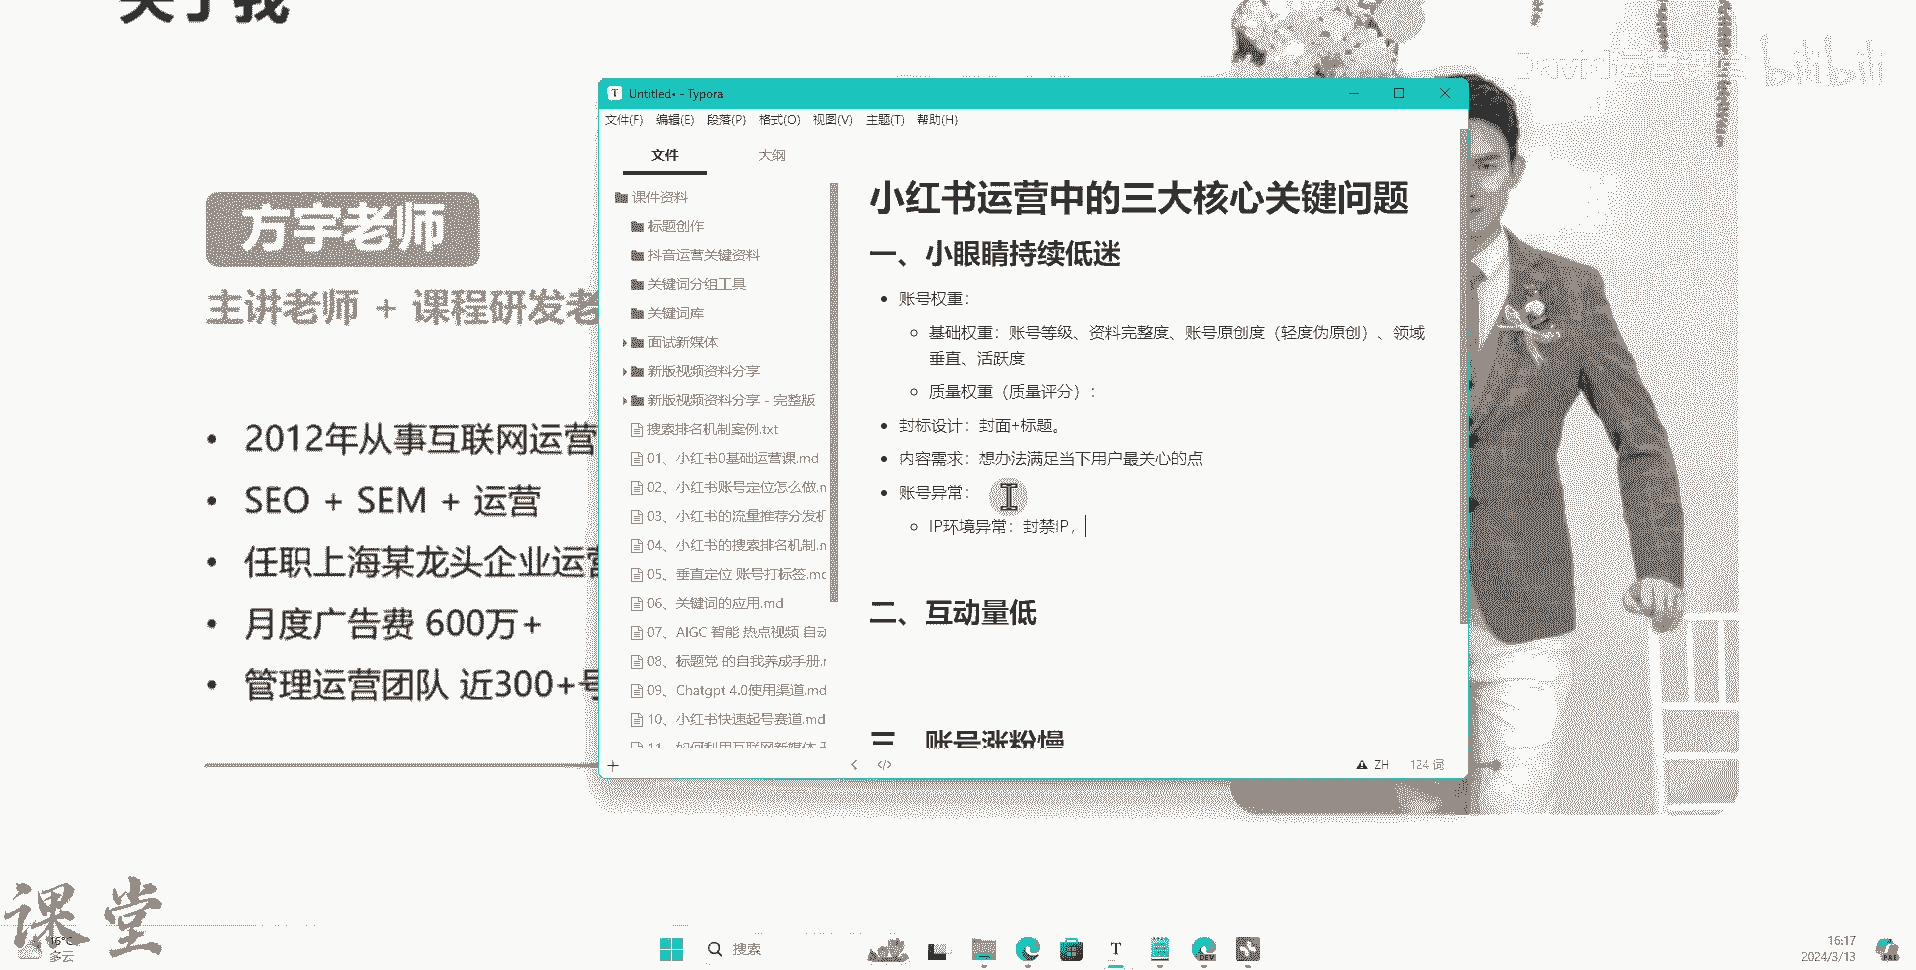 关于我
bilibili
方宇老师
主讲老师 + 课程研发老
2012年从事互联网运营
SEO + SEM + 运营
任职上海某龙头企业运营
月度广告费 600万+
管理运营团队 近300+号
Untitled• - Typora
文件(F) 编辑(E) 段落(P) 格式(O) 视图(V) 主题(T) 帮助(H)
文件 大纲
课件资料
标题创作
抖音运营关键资料
关键词分组工具
关键词库
面试新媒体
新版视频资料分享
新版视频资料分享 - 完整版
搜索排名机制案例.txt
01、小红书0基础运营课.md
02、小红书账号定位怎么做.m
03、小红书的流量推荐分发机
04、小红书的搜索排名机制.m
05、垂直定位 账号打标签.md
06、关键词的应用.md
07、AIGC 智能 热点视频 自动
08、标题党 的自我养成手册.m
09、Chatgpt 4.0使用渠道.md
10、小红书快速起号赛道.md
11、如何利用互联网新媒体
小红书运营中的三大核心关键问题
一、小眼睛持续低迷
账号权重：
基础权重：账号等级、资料完整度、账号原创度（轻度伪原创）、领域
垂直、活跃度
质量权重（质量评分）：
封标设计：封面+标题。
内容需求：想办法满足当下用户最关心的点
账号异常：
IP环境异常：封禁IP，
二、互动量低
三、账号涨粉慢
ZH 124 词
课堂
16°C
多云
搜索
16:17
2024/3/13